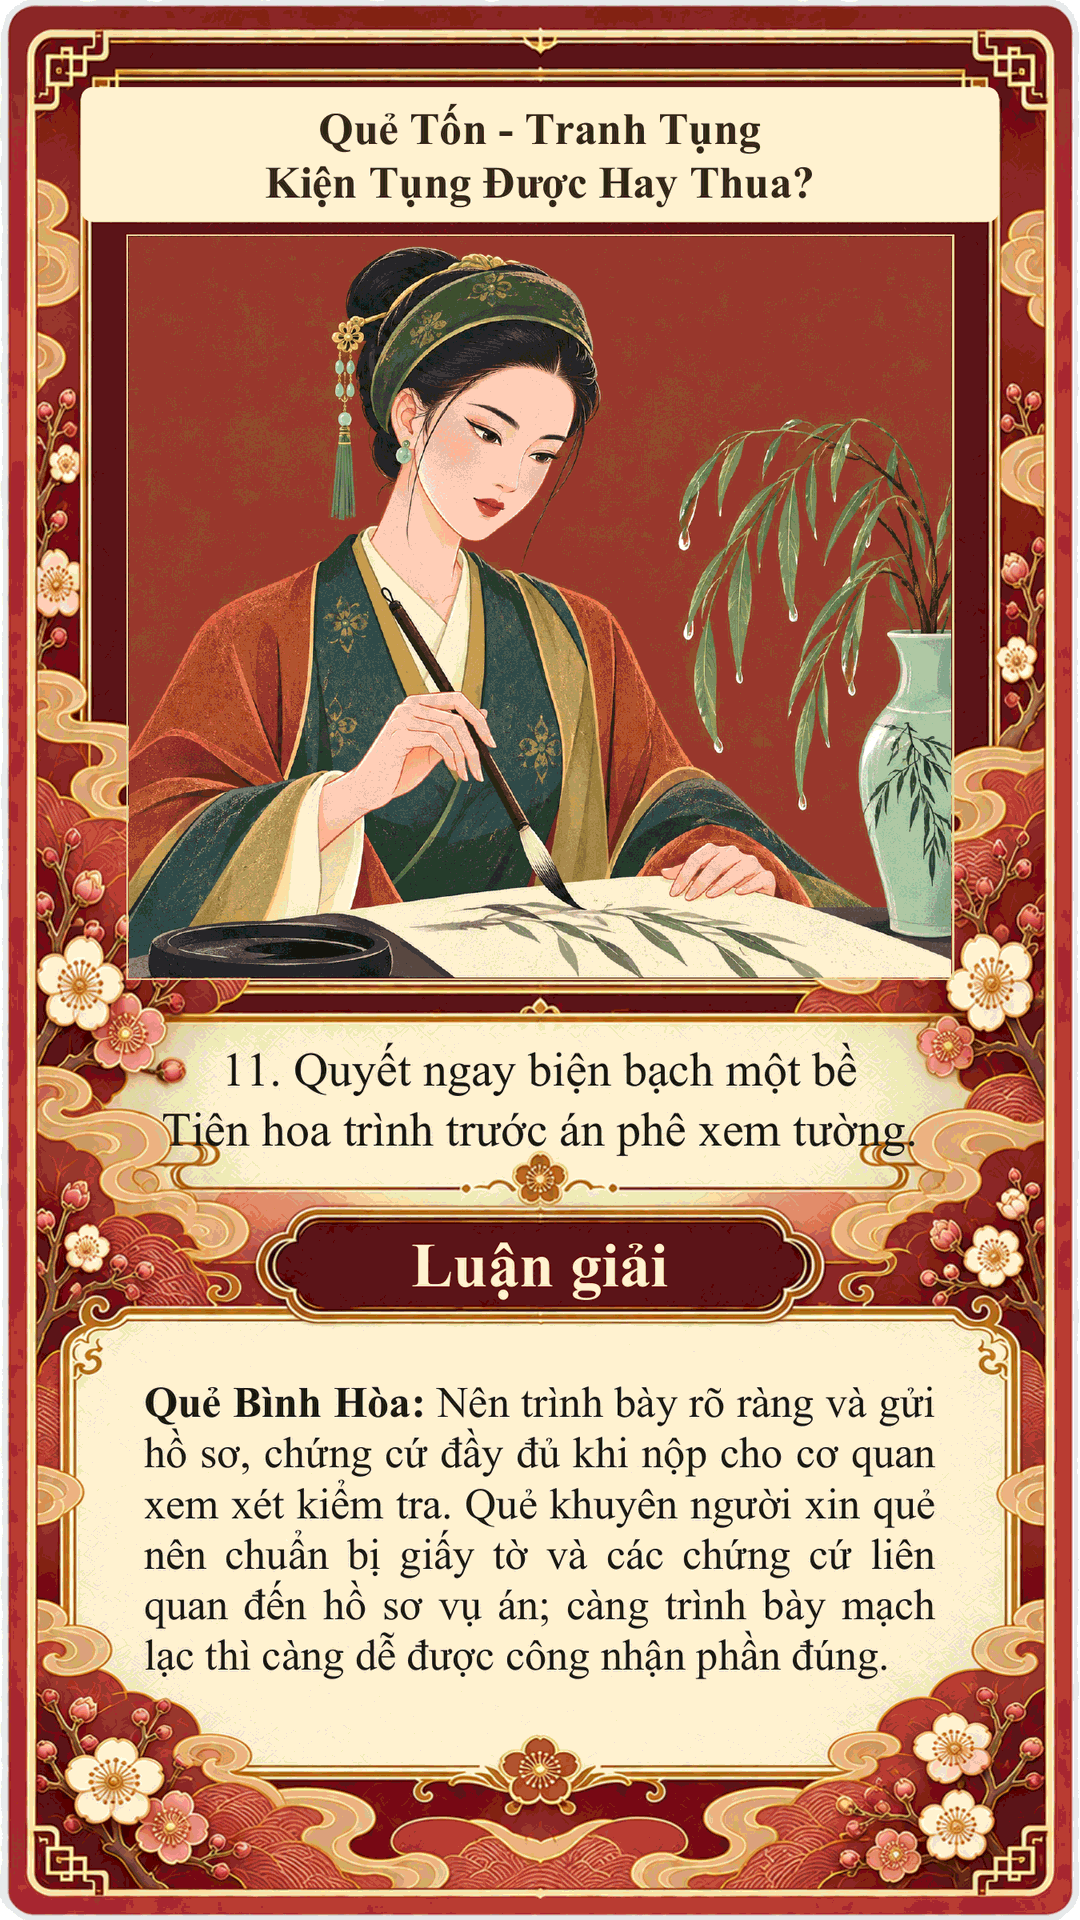 Quẻ Tốn - Tranh Tụng
Kiện Tụng Được Hay Thua?
11. Quyết ngay biện bạch một bề
Tiên hoa trình trước án phê xem tường.
Luận giải
Quẻ Bình Hòa: Nên trình bày rõ ràng và gửi
hồ sơ, chứng cứ đầy đủ khi nộp cho cơ quan
xem xét kiểm tra. Quẻ khuyên người xin quẻ
nên chuẩn bị giấy tờ và các chứng cứ liên
quan đến hồ sơ vụ án; càng trình bày mạch
lạc thì càng dễ được công nhận phần đúng.